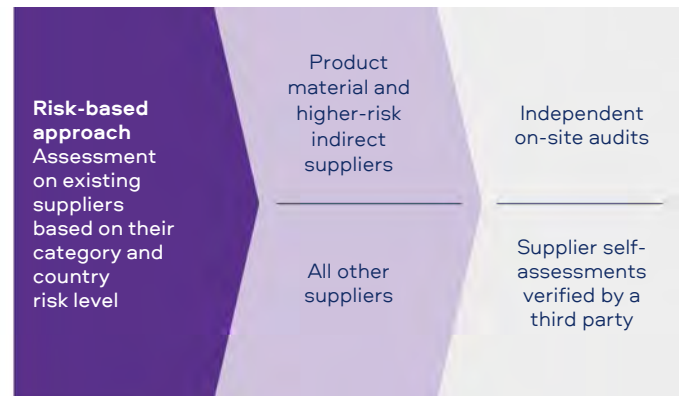 Risk-based
approach
Assessment
on existing
suppliers
based on their
category and
country
risk level
Product
material and
higher-risk
indirect
suppliers
All other
suppliers
Independent
on-site audits
Supplier self-
assessments
verified by a
third party